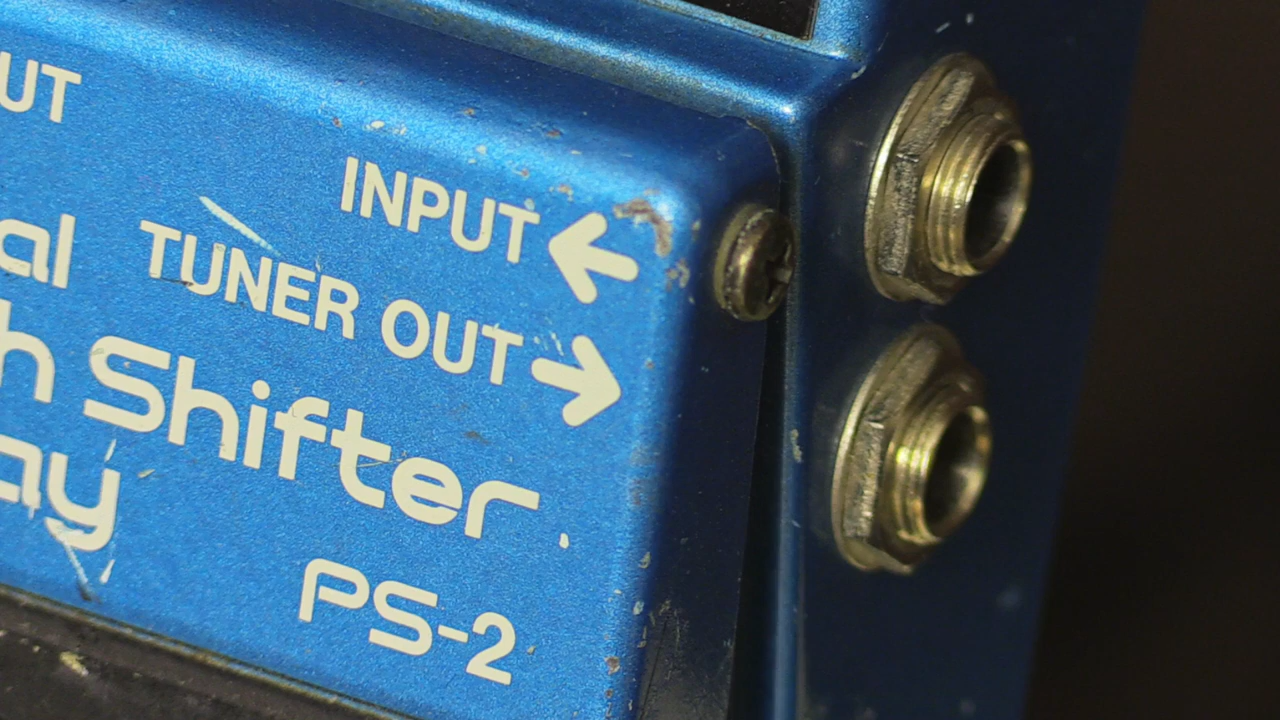 UT
INPUT ←
TUNER OUT →
al
h Shifter
ay
PS-2